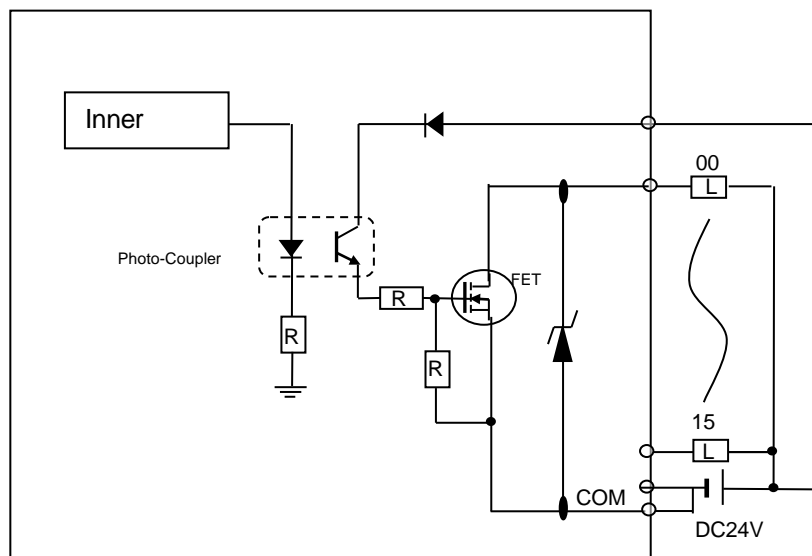 Inner
00
L
Photo-Coupler
FET
R
R
R
15
L
COM
DC24V